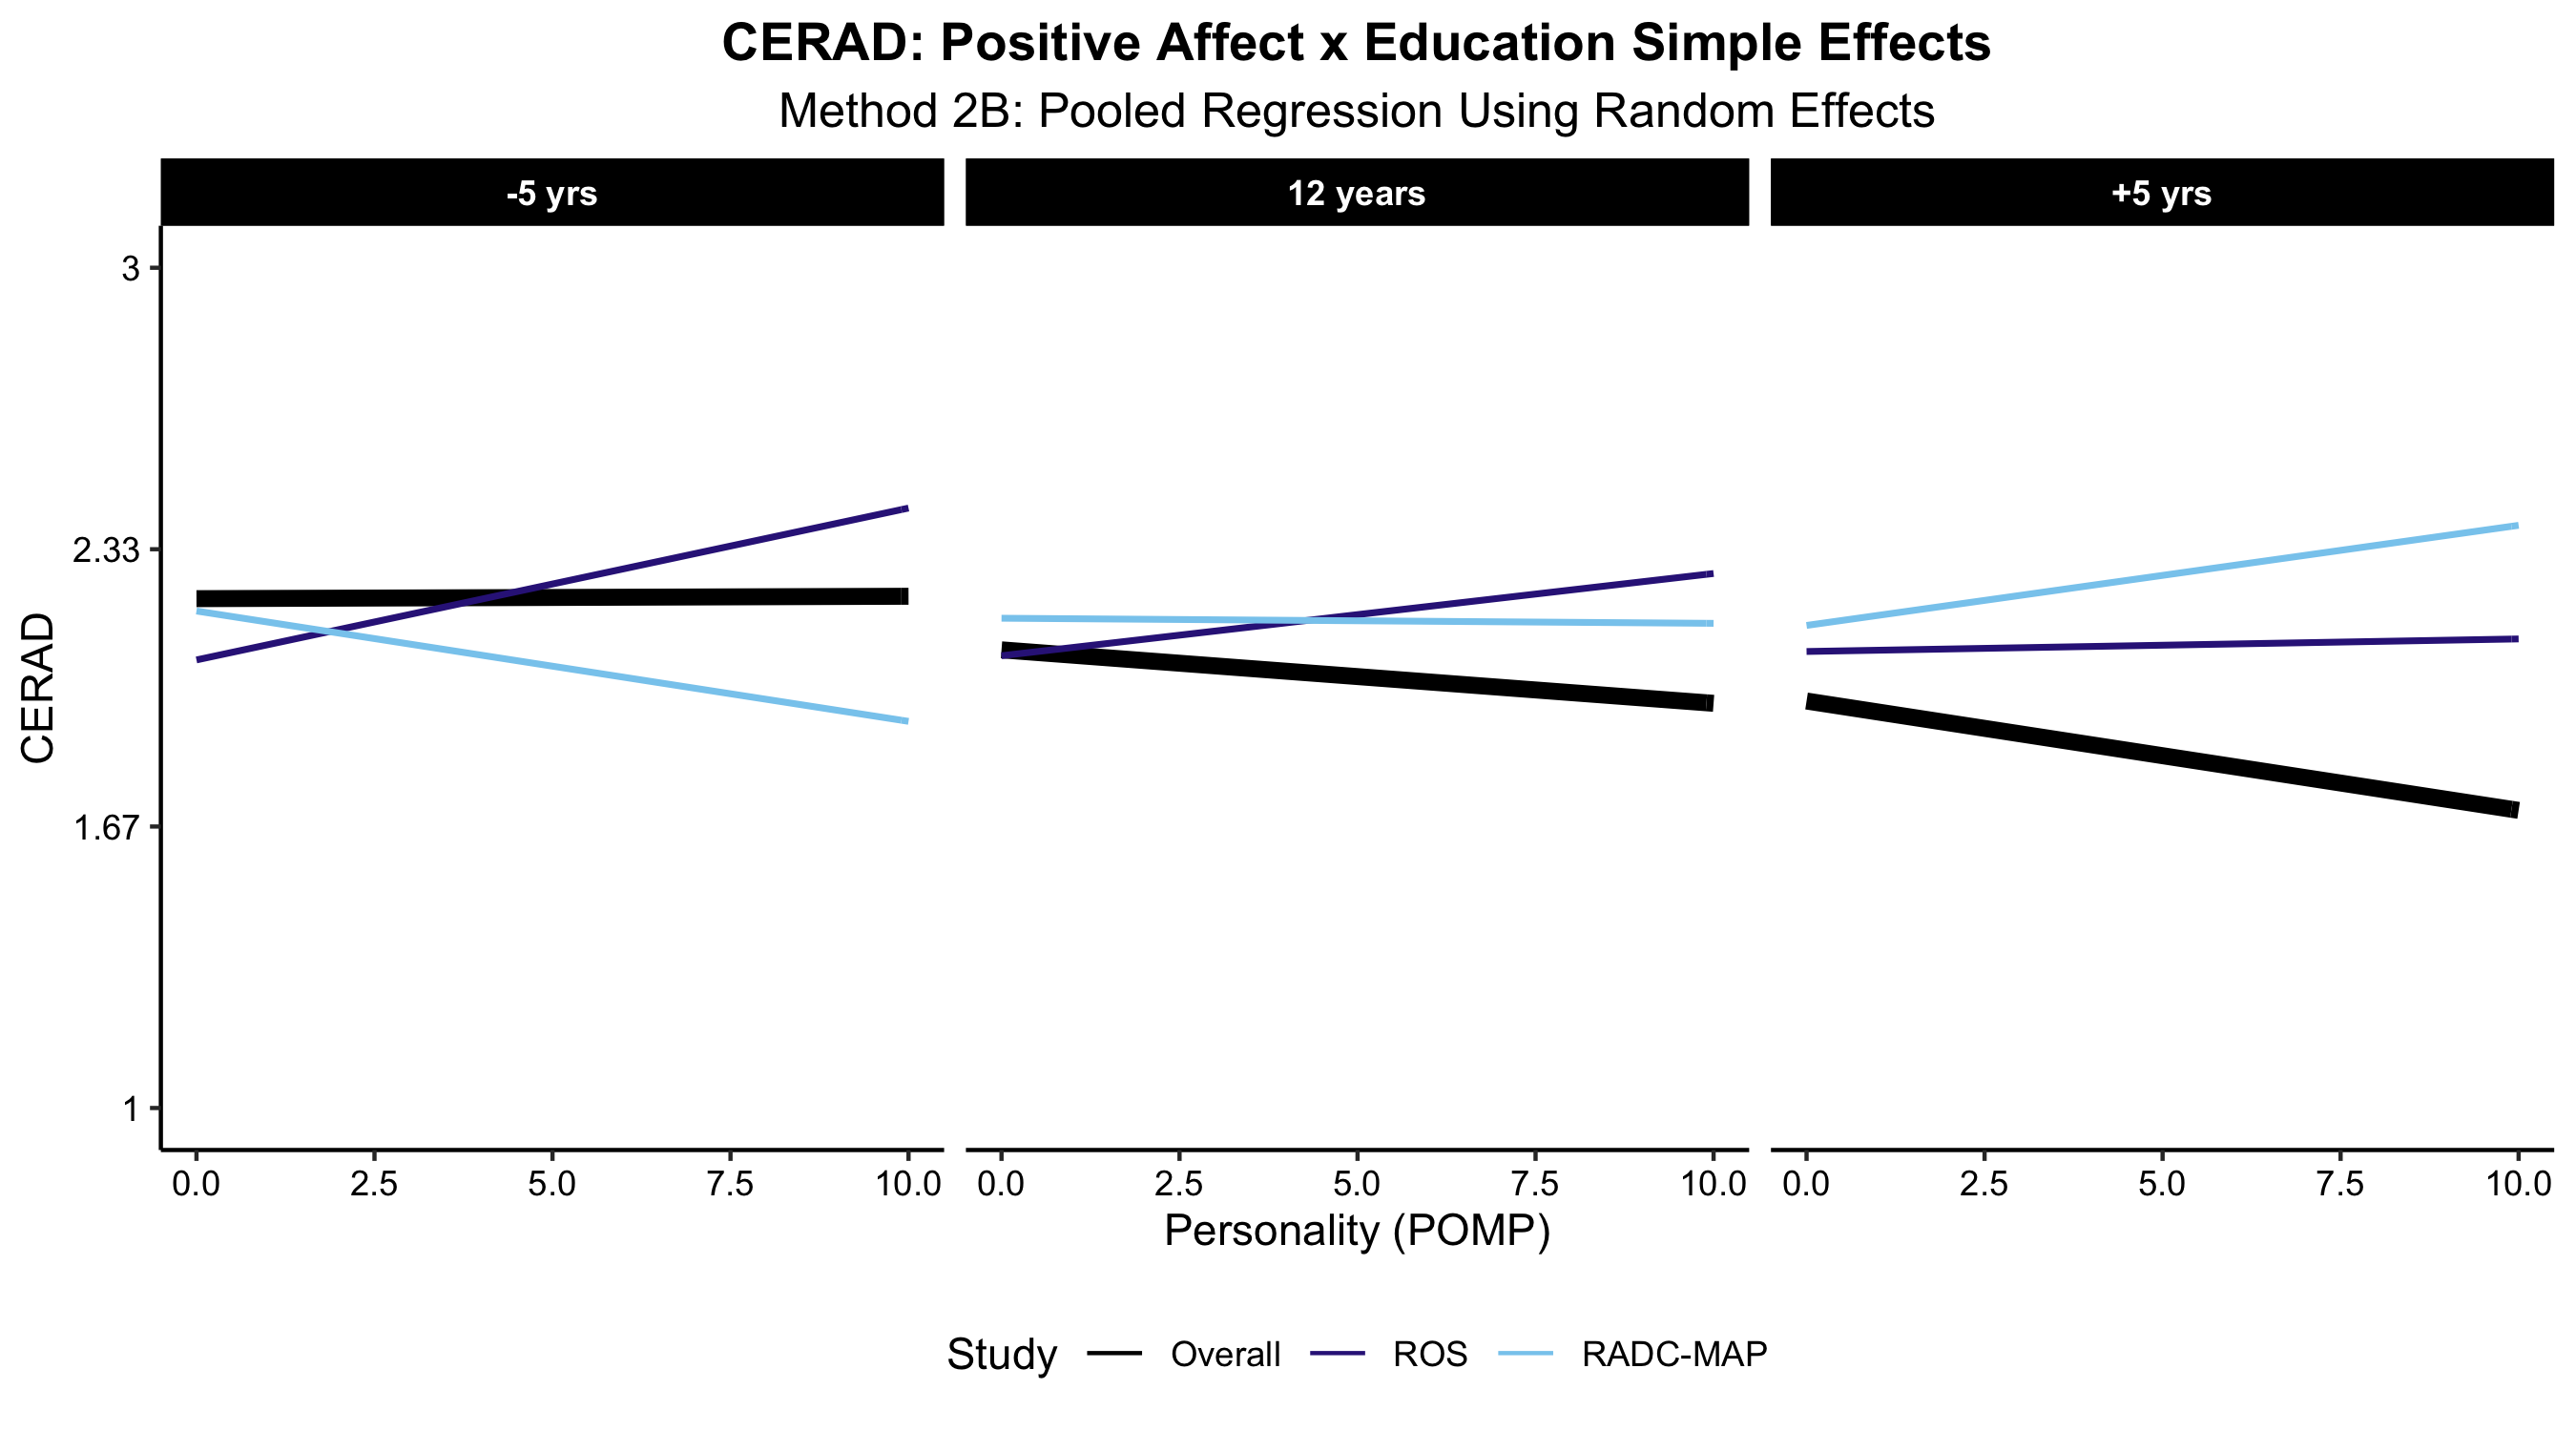 CERAD: Positive Affect x Education Simple Effects
Method 2B: Pooled Regression Using Random Effects
-5 yrs
12 years
+5 yrs
CERAD
3
2.33
1.67
1
0.0 2.5 5.0 7.5 10.0
0.0 2.5 5.0 7.5 10.0
0.0 2.5 5.0 7.5 10.0
Personality (POMP)
Study Overall ROS RADC-MAP